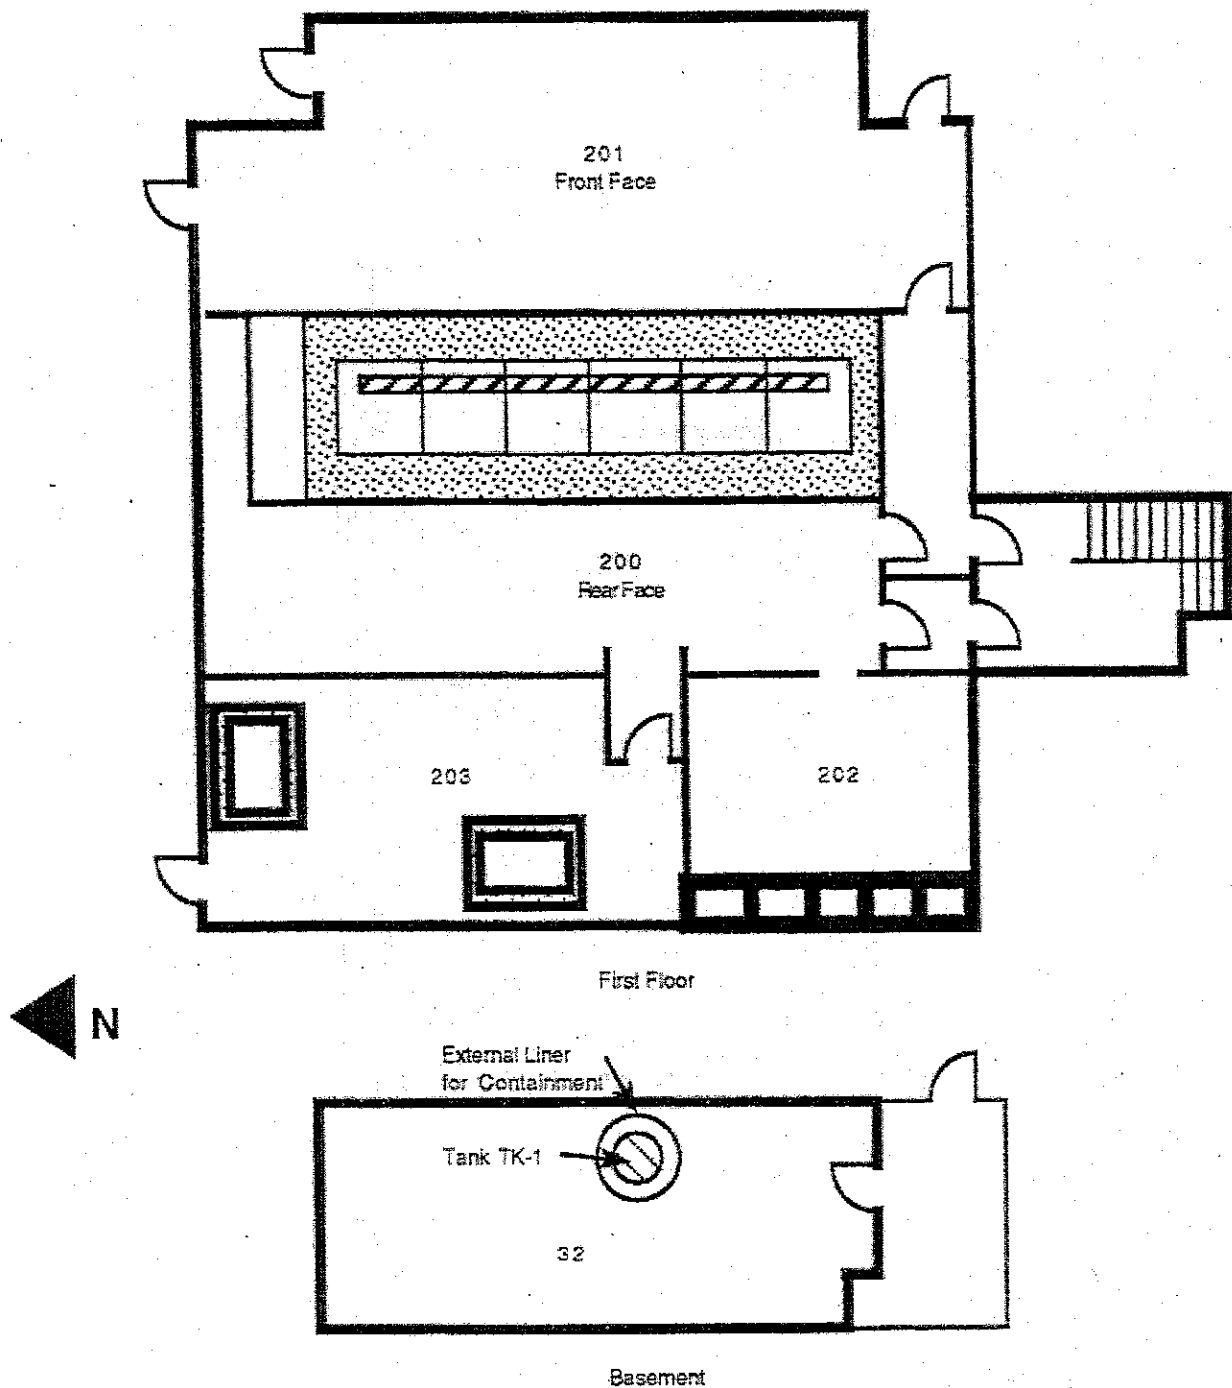 201
Front Face
200
Rear Face
203
202
First Floor
N
External Liner
for Containment
Tank TK-1
32
Basement